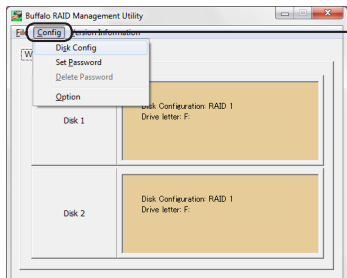 Buffalo RAID Management Utility
Config Version Information
Disk Config
Set Password
Delete Password
Option
Disk 1
Disk Configuration: RAID 1
Drive letter: F:
Disk 2
Disk Configuration: RAID 1
Drive letter: F: